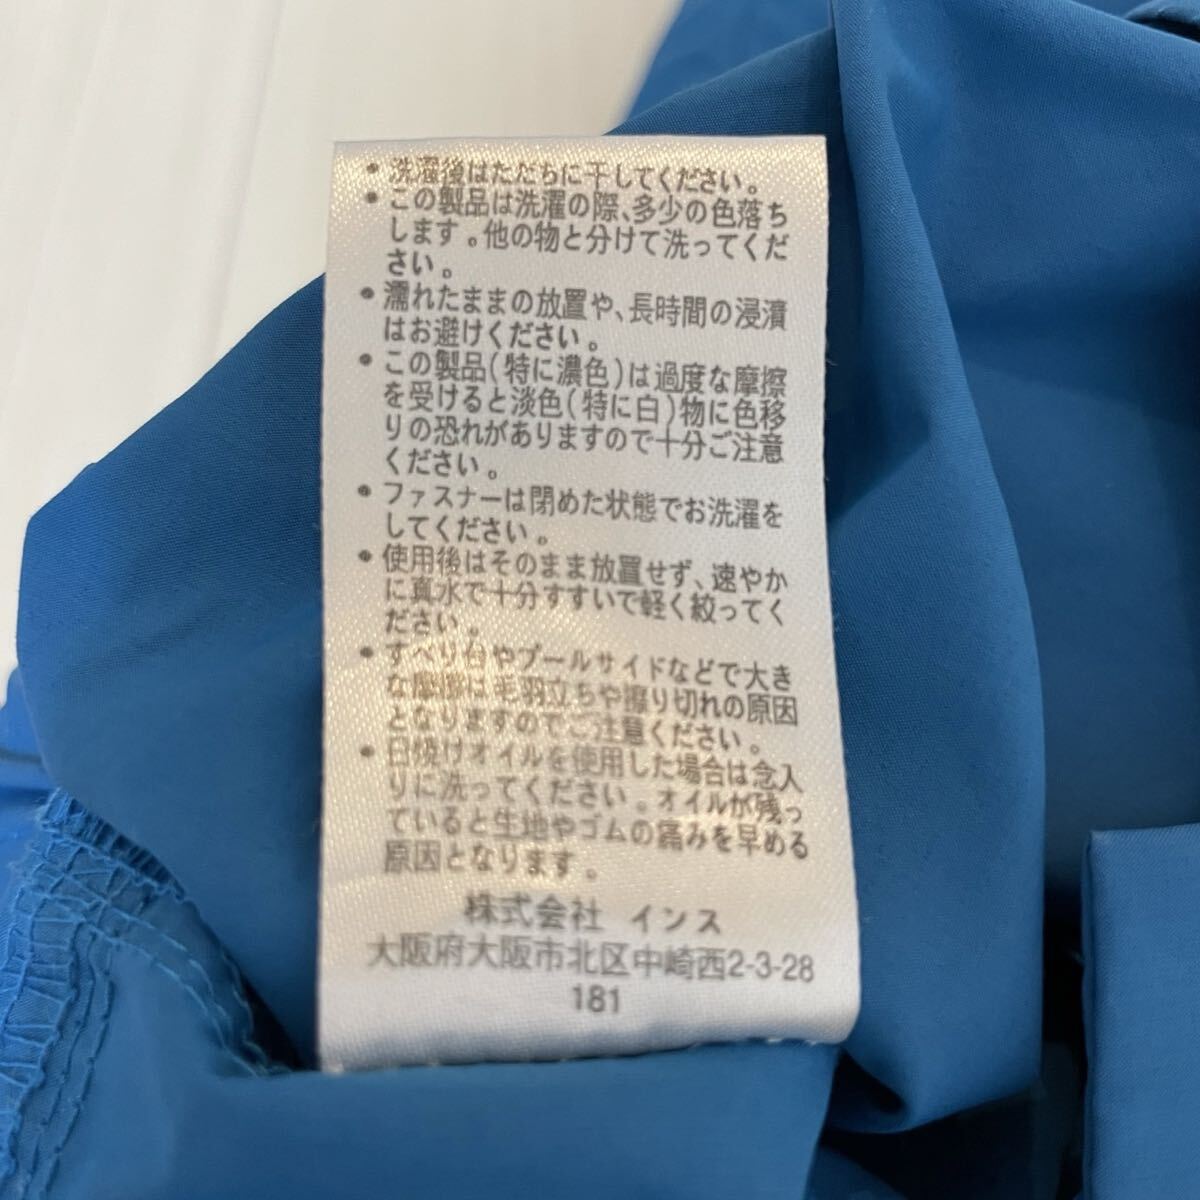 ・洗濯後はただちに干してください。
・この製品は洗濯の際、多少の色落ち
します。他の物と分けて洗ってくだ
さい。
・濡れたままの放置や、長時間の浸漬
はお避けください。
・この製品(特に濃色)は過度な摩擦
を受けると淡色(特に白)物に色移
りの恐れがありますので十分ご注意
ください。
・ファスナーは閉めた状態でお洗濯を
してください。
・使用後はそのまま放置せず、速やか
に真水で十分すすいで軽く絞ってく
ださい。
・すべり台やプールサイドなどで大き
な摩擦は毛羽立ちや擦り切れの原因
となりますのでご注意ください。
・日焼けオイルを使用した場合は念入
りに洗ってください。オイルが残っ
ていると生地やゴムの痛みを早める
原因となります。
株式会社 インス
大阪府大阪市北区中崎西2-3-28
181